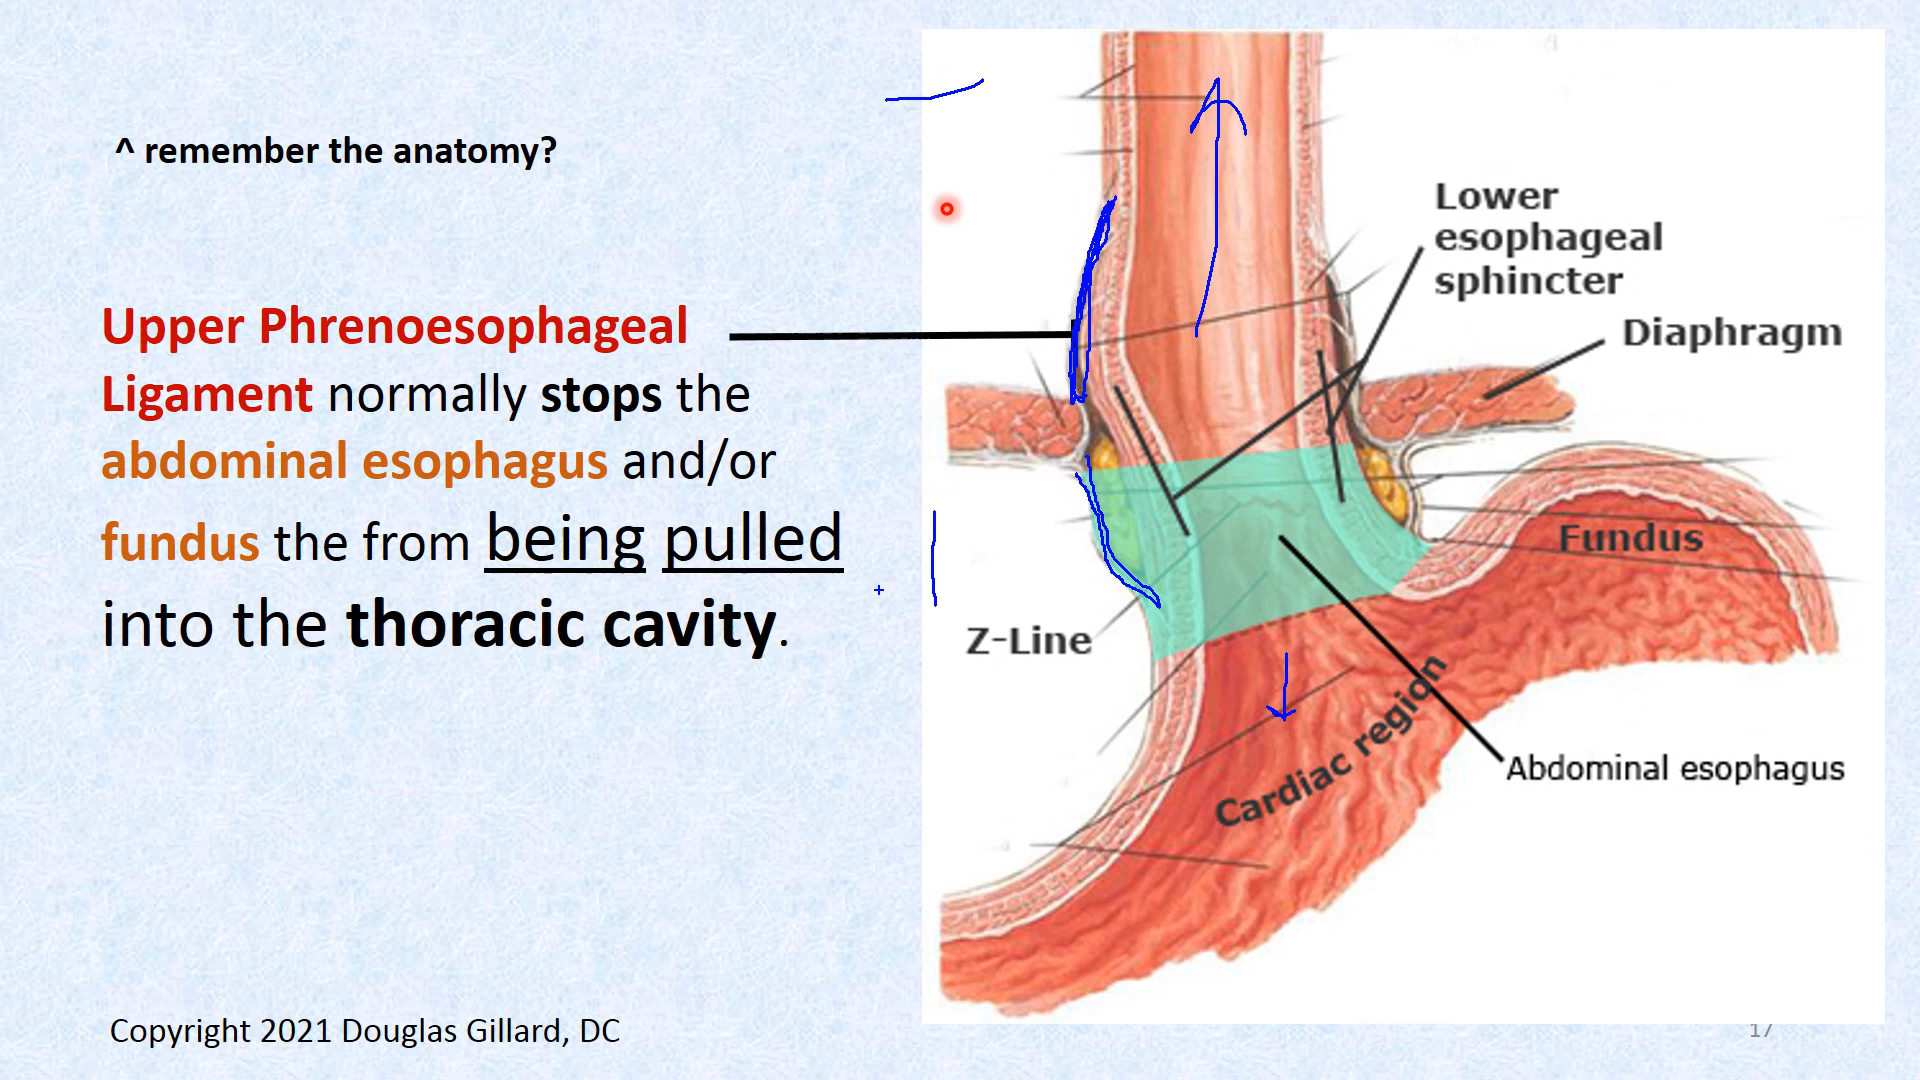 ^ remember the anatomy?
Upper Phrenoesophageal
Ligament normally stops the
abdominal esophagus and/or
fundus the from being pulled
into the thoracic cavity.
Lower
esophageal
sphincter
Diaphragm
Fundus
Z-Line
Cardiac region
Abdominal esophagus
Copyright 2021 Douglas Gillard, DC
17